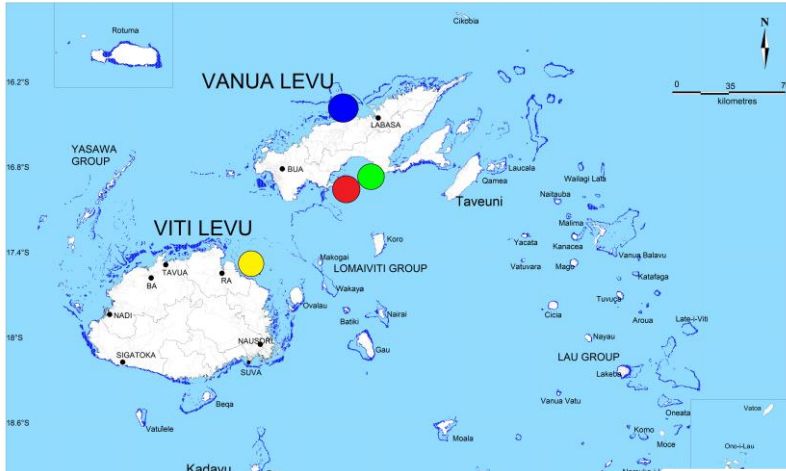 Cikobia
Rotuma
N
16.2°S
VANUA LEVU
0 35
kilometres
LABASA
YASAWA
GROUP
16.8°S
BUA
Laucala
Qamea
Wailagi Lala
Taveuni
Naitauba
Malima
VITI LEVU
17.4°S
Koro
Yacata
Kanacea
Vanua Balavu
Makogai
LOMAIVITI GROUP
Vatuvara
Mago
TAVUA
RA
BA
Katafaga
Wakaya
Ovalau
Tuvuca
NADI
Batiki
Nairai
Cicia
Aroua
Late-i-Viti
18°S
NAUSORI
Nayau
SIGATOKA
Gau
LAU GROUP
SUVA
Lakeba
Beqa
Vanua Vatu
Oneata
Vatulele
18.6°S
Moala
Komo
Moce
Vatoa
Ono-i-Lau
Kadavu